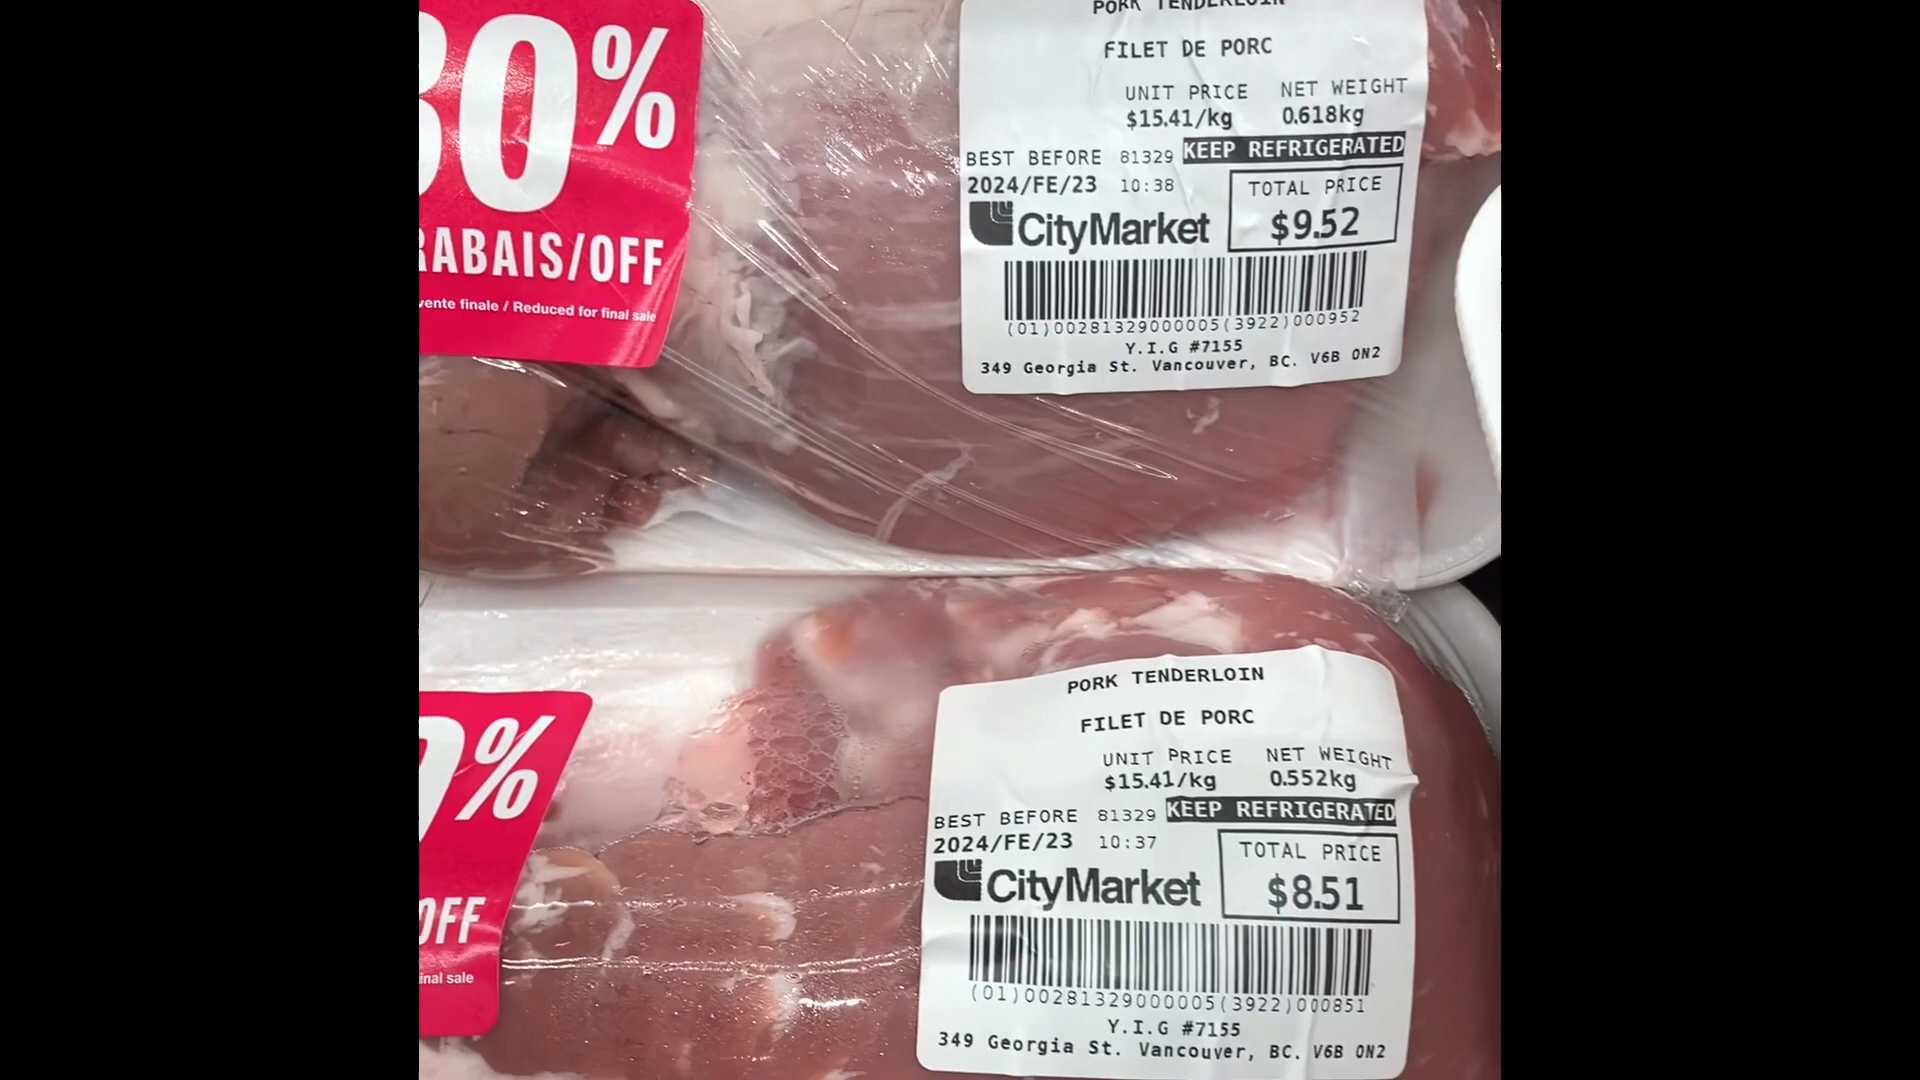 30%
RABAIS/OFF
vente finale / Reduced for final sale
PORK TENDERLOIN
FILET DE PORC
UNIT PRICE NET WEIGHT
$15.41/kg 0.618kg
BEST BEFORE 81329 KEEP REFRIGERATED
2024/FE/23 10:38 TOTAL PRICE
CityMarket $9.52
(01)00281329000005(3922)000952
Y.I.G #7155
349 Georgia St. Vancouver, BC. V6B 0N2
%
OFF
final sale
PORK TENDERLOIN
FILET DE PORC
UNIT PRICE NET WEIGHT
$15.41/kg 0.552kg
BEST BEFORE 81329 KEEP REFRIGERATED
2024/FE/23 10:37 TOTAL PRICE
CityMarket $8.51
(01)00281329000005(3922)000851
Y.I.G #7155
349 Georgia St. Vancouver, BC. V6B 0N2